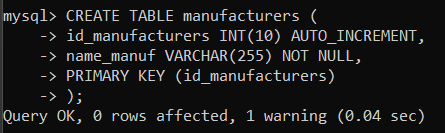 mysql> CREATE TABLE manufacturers (
    -> id_manufacturers INT(10) AUTO_INCREMENT,
    -> name_manuf VARCHAR(255) NOT NULL,
    -> PRIMARY KEY (id_manufacturers)
    -> );
Query OK, 0 rows affected, 1 warning (0.04 sec)